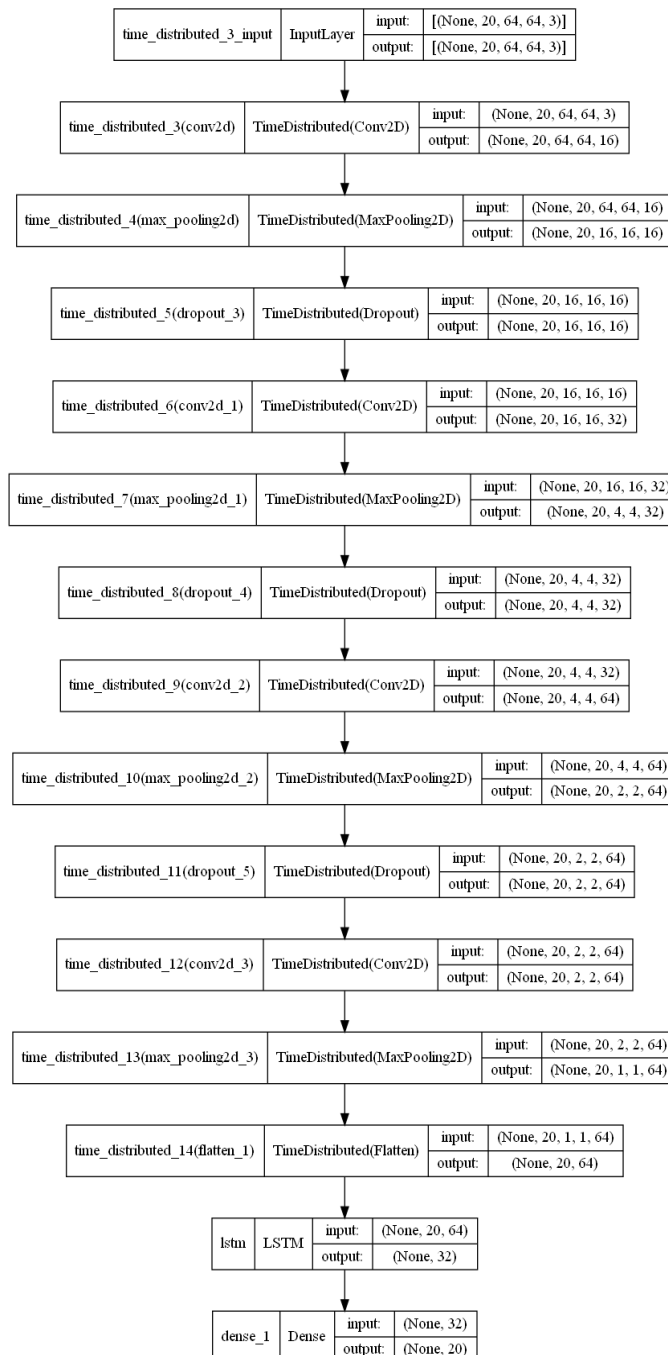 time_distributed_3_input InputLayer input: [(None, 20, 64, 64, 3)]
output: [(None, 20, 64, 64, 3)]
time_distributed_3(conv2d) TimeDistributed(Conv2D) input: (None, 20, 64, 64, 3)
output: (None, 20, 64, 64, 16)
time_distributed_4(max_pooling2d) TimeDistributed(MaxPooling2D) input: (None, 20, 64, 64, 16)
output: (None, 20, 16, 16, 16)
time_distributed_5(dropout_3) TimeDistributed(Dropout) input: (None, 20, 16, 16, 16)
output: (None, 20, 16, 16, 16)
time_distributed_6(conv2d_1) TimeDistributed(Conv2D) input: (None, 20, 16, 16, 16)
output: (None, 20, 16, 16, 32)
time_distributed_7(max_pooling2d_1) TimeDistributed(MaxPooling2D) input: (None, 20, 16, 16, 32)
output: (None, 20, 4, 4, 32)
time_distributed_8(dropout_4) TimeDistributed(Dropout) input: (None, 20, 4, 4, 32)
output: (None, 20, 4, 4, 32)
time_distributed_9(conv2d_2) TimeDistributed(Conv2D) input: (None, 20, 4, 4, 32)
output: (None, 20, 4, 4, 64)
time_distributed_10(max_pooling2d_2) TimeDistributed(MaxPooling2D) input: (None, 20, 4, 4, 64)
output: (None, 20, 2, 2, 64)
time_distributed_11(dropout_5) TimeDistributed(Dropout) input: (None, 20, 2, 2, 64)
output: (None, 20, 2, 2, 64)
time_distributed_12(conv2d_3) TimeDistributed(Conv2D) input: (None, 20, 2, 2, 64)
output: (None, 20, 2, 2, 64)
time_distributed_13(max_pooling2d_3) TimeDistributed(MaxPooling2D) input: (None, 20, 2, 2, 64)
output: (None, 20, 1, 1, 64)
time_distributed_14(flatten_1) TimeDistributed(Flatten) input: (None, 20, 1, 1, 64)
output: (None, 20, 64)
lstm LSTM input: (None, 20, 64)
output: (None, 32)
dense_1 Dense input: (None, 32)
output: (None, 20)